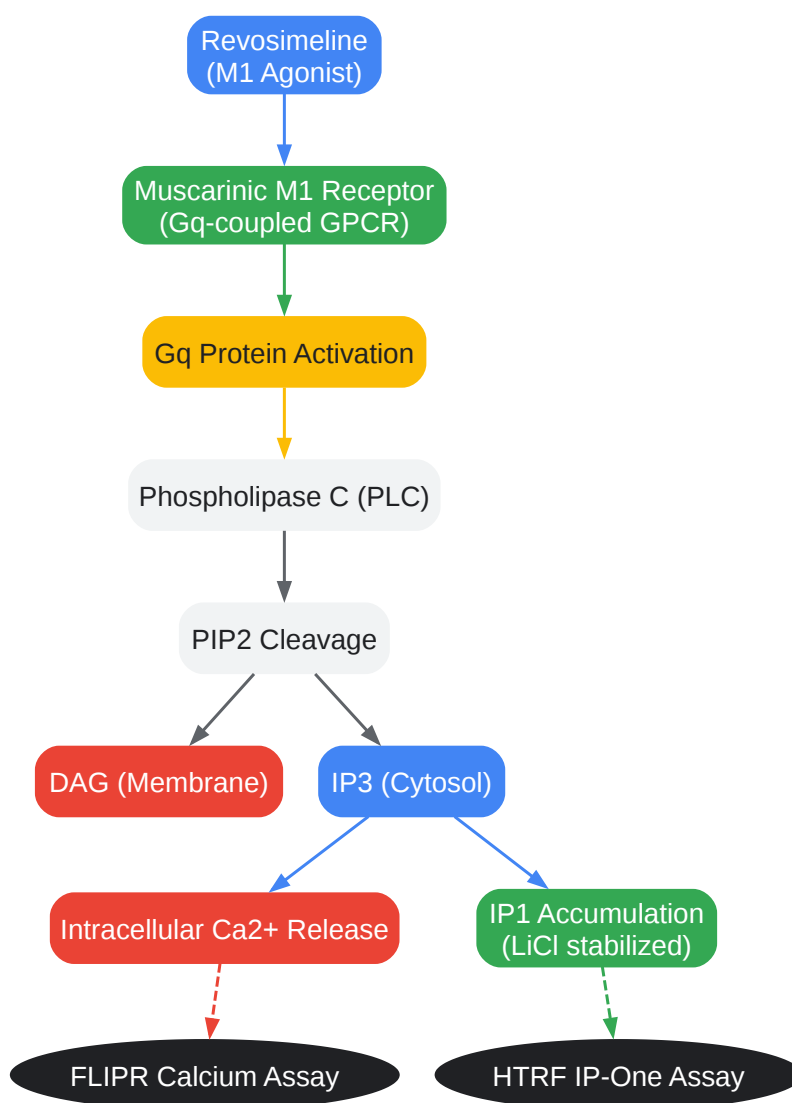 Revosimeline
(M1 Agonist)
Muscarinic M1 Receptor
(Gq-coupled GPCR)
Gq Protein Activation
Phospholipase C (PLC)
PIP2 Cleavage
DAG (Membrane)
IP3 (Cytosol)
Intracellular Ca2+ Release
IP1 Accumulation
(LiCl stabilized)
FLIPR Calcium Assay
HTRF IP-One Assay